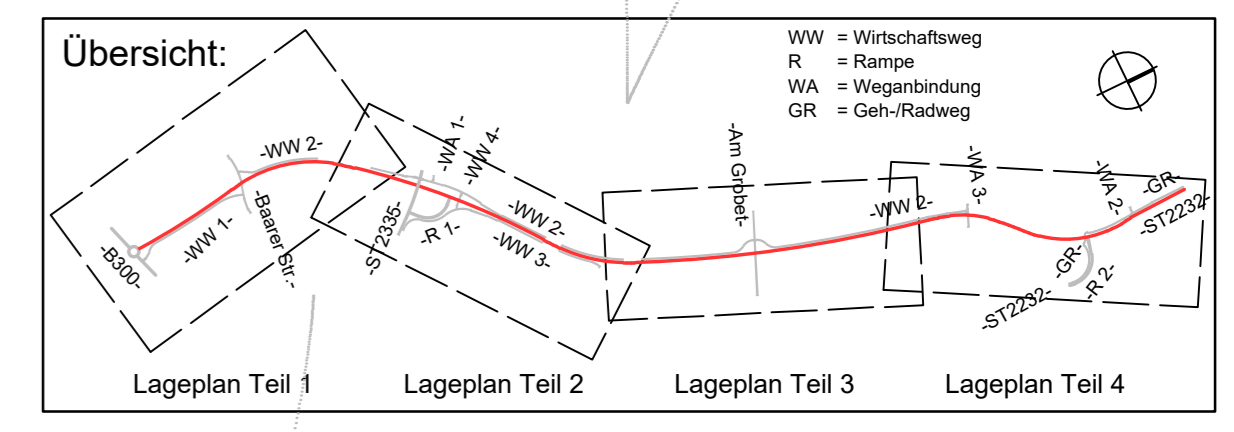 Übersicht:
WW = Wirtschaftsweg
R = Rampe
WA = Weganbindung
GR = Geh-/Radweg
-B300-
-WW 1-
-Baarer Str.-
-WW 2-
-ST2335-
-R 1-
-WA 1-
-WW 4-
-WW 2-
-WW 3-
-Am Grobet-
-WW 2-
-WA 3-
-WA 2-
-GR-
-ST2232-
-GR-
-R 2-
-ST2232-
Lageplan Teil 1
Lageplan Teil 2
Lageplan Teil 3
Lageplan Teil 4